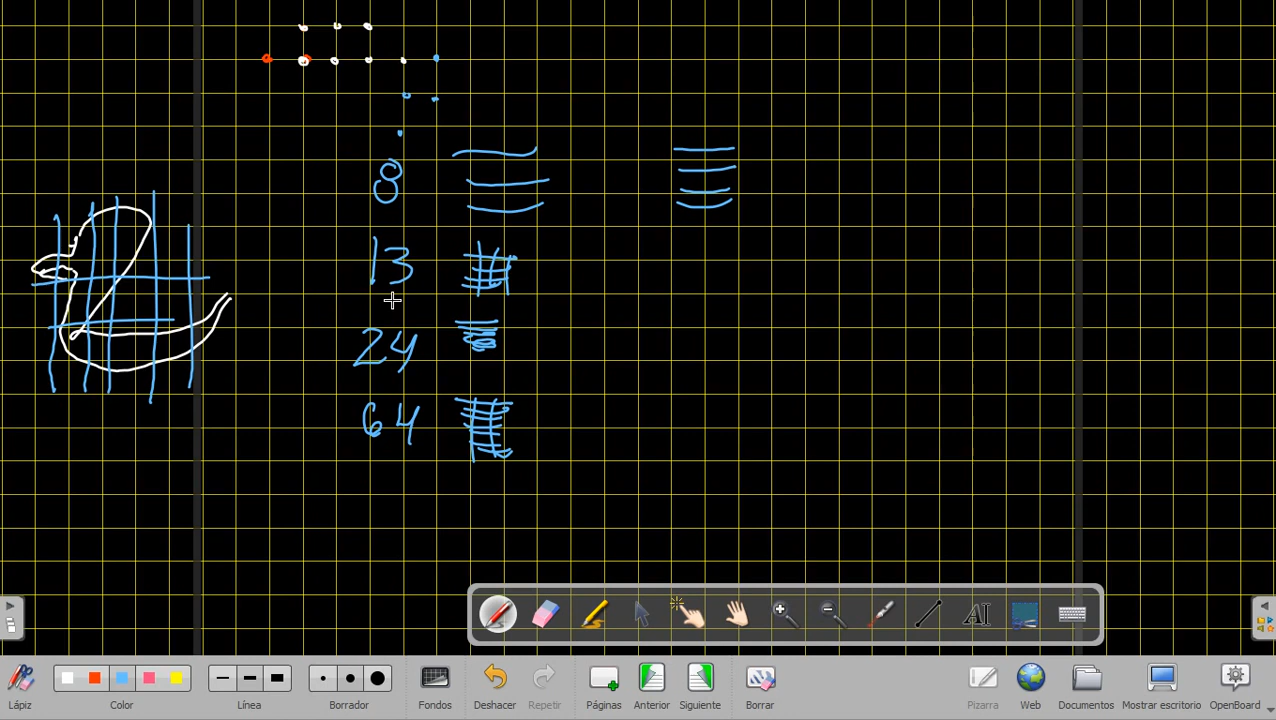 8
13
24
64
AI
Lápiz Color Línea Borrador Fondos Deshacer Repetir Páginas Anterior Siguiente Borrar Pizarra Web Documentos Mostrar escritorio OpenBoard